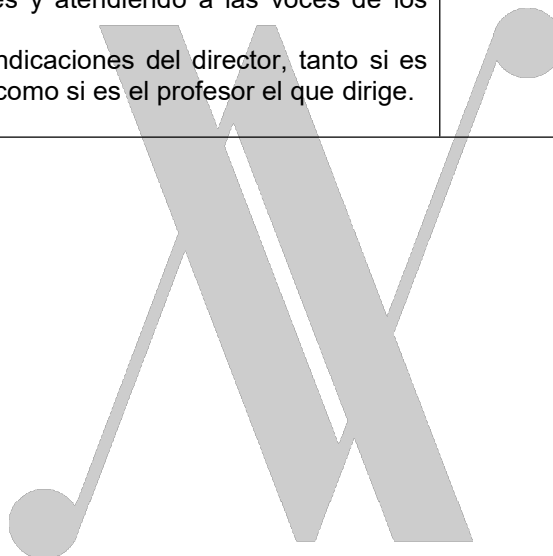 es y atendiendo a las voces de los
ndicaciones del director, tanto si es
como si es el profesor el que dirige.